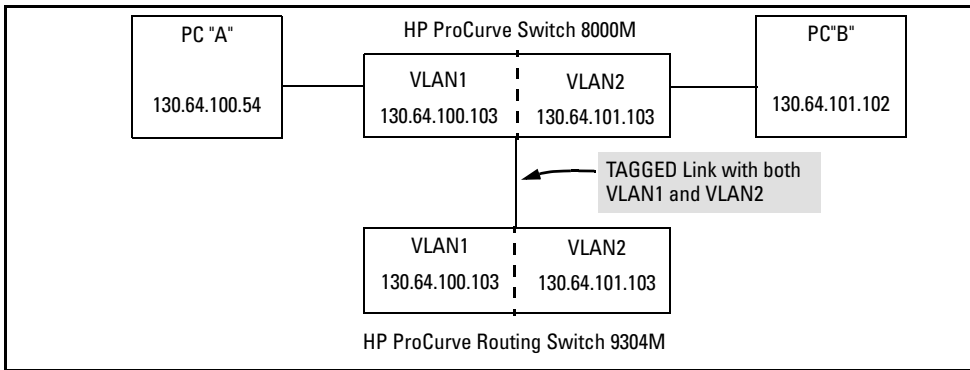 PC "A"
HP ProCurve Switch 8000M
PC"B"
VLAN1
VLAN2
130.64.100.54
130.64.100.103
130.64.101.103
130.64.101.102
TAGGED Link with both
VLAN1 and VLAN2
VLAN1
VLAN2
130.64.100.103
130.64.101.103
HP ProCurve Routing Switch 9304M